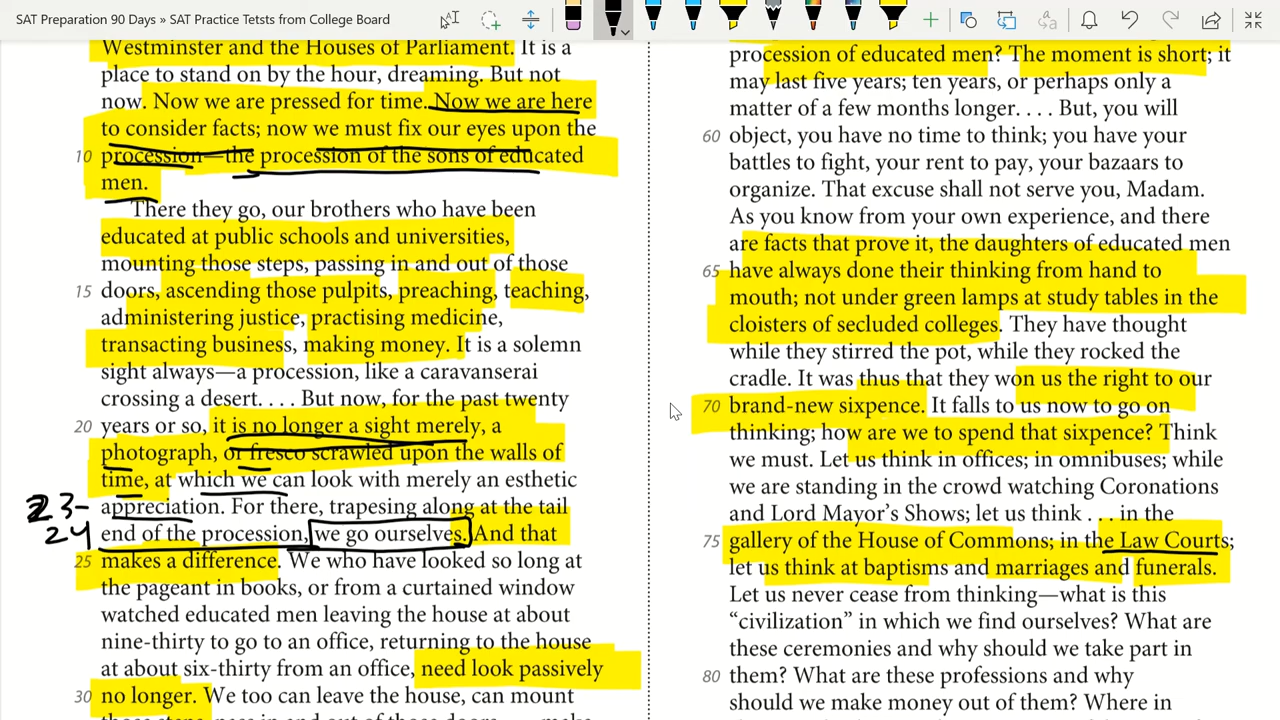 SAT Preparation 90 Days » SAT Practice Tetsts from College Board
Westminster and the Houses of Parliament. It is a
place to stand on by the hour, dreaming. But not
now. Now we are pressed for time. Now we are here
to consider facts; now we must fix our eyes upon the
10 procession—the procession of the sons of educated
men.
There they go, our brothers who have been
educated at public schools and universities,
mounting those steps, passing in and out of those
15 doors, ascending those pulpits, preaching, teaching,
administering justice, practising medicine,
transacting business, making money. It is a solemn
sight always—a procession, like a caravanserai
crossing a desert. . . . But now, for the past twenty
20 years or so, it is no longer a sight merely, a
photograph, or fresco scrawled upon the walls of
time, at which we can look with merely an esthetic
23- appreciation. For there, trapesing along at the tail
24 end of the procession, we go ourselves. And that
25 makes a difference. We who have looked so long at
the pageant in books, or from a curtained window
watched educated men leaving the house at about
nine-thirty to go to an office, returning to the house
at about six-thirty from an office, need look passively
30 no longer. We too can leave the house, can mount
procession of educated men? The moment is short; it
may last five years; ten years, or perhaps only a
matter of a few months longer. . . . But, you will
60 object, you have no time to think; you have your
battles to fight, your rent to pay, your bazaars to
organize. That excuse shall not serve you, Madam.
As you know from your own experience, and there
are facts that prove it, the daughters of educated men
65 have always done their thinking from hand to
mouth; not under green lamps at study tables in the
cloisters of secluded colleges. They have thought
while they stirred the pot, while they rocked the
cradle. It was thus that they won us the right to our
70 brand-new sixpence. It falls to us now to go on
thinking; how are we to spend that sixpence? Think
we must. Let us think in offices; in omnibuses; while
we are standing in the crowd watching Coronations
and Lord Mayor's Shows; let us think . . . in the
75 gallery of the House of Commons; in the Law Courts;
let us think at baptisms and marriages and funerals.
Let us never cease from thinking—what is this
“civilization” in which we find ourselves? What are
these ceremonies and why should we take part in
80 them? What are these professions and why
should we make money out of them? Where in